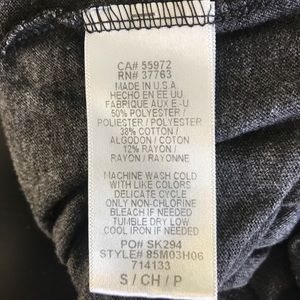 CA# 55972
RN# 37763
MADE IN U.S.A.
HECHO EN EE UU
FABRIQUE AUX E.-U.
50% POLYESTER /
POLIESTER / POLYESTER
38% COTTON /
ALGODON / COTON
12% RAYON /
RAYON / RAYONNE
MACHINE WASH COLD
WITH LIKE COLORS
DELICATE CYCLE
ONLY NON-CHLORINE
BLEACH IF NEEDED
TUMBLE DRY LOW
COOL IRON IF NEEDED
PO# SK294
STYLE# 85M03H06
714133
S / CH / P